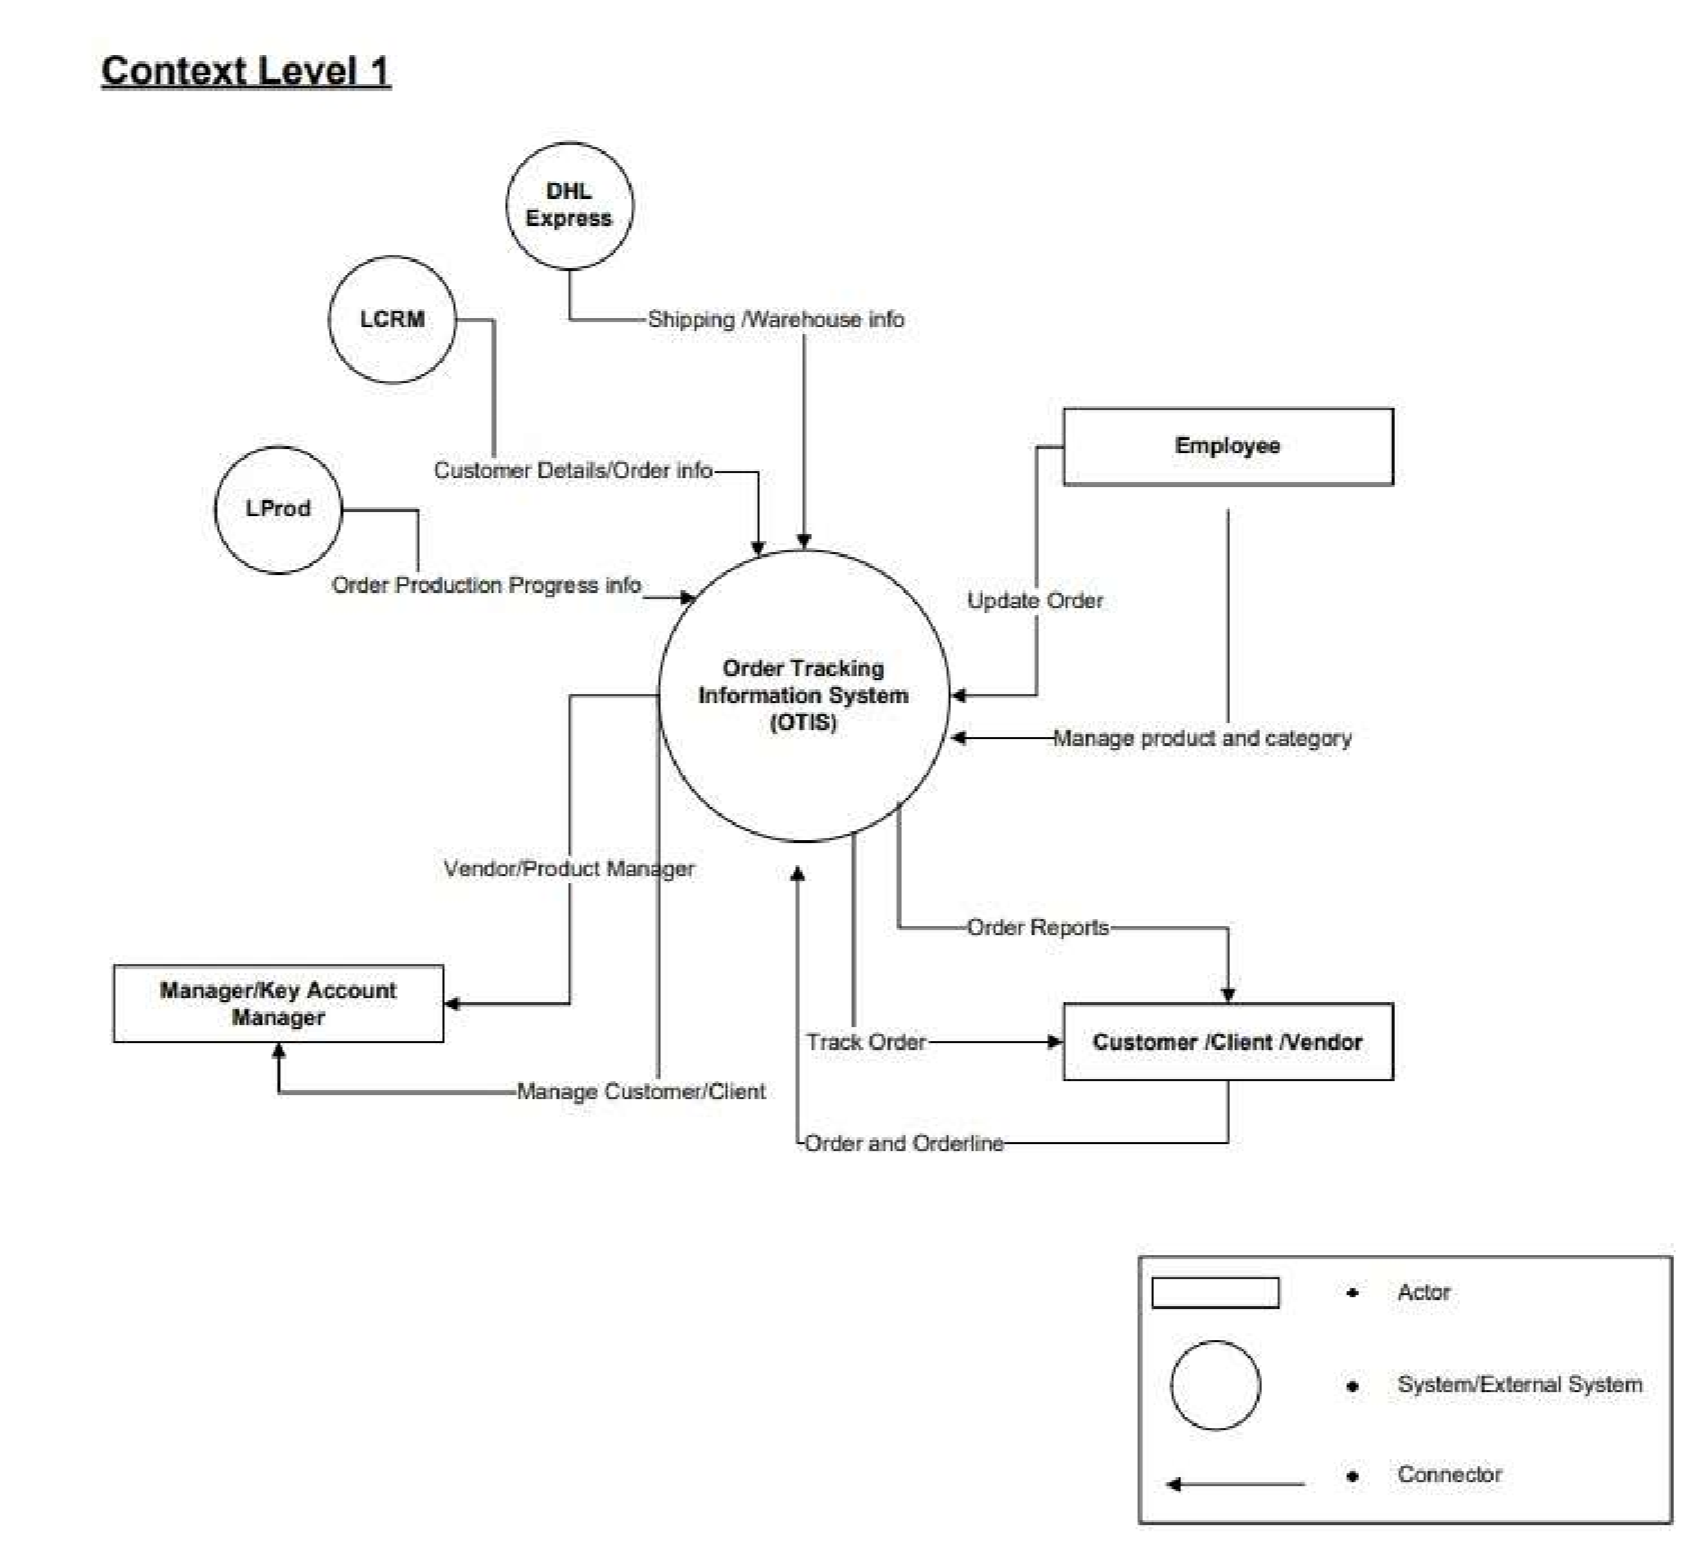 Context Level 1
DHL
Express
LCRM
Shipping /Warehouse info
Employee
Customer Details/Order info
LProd
Order Production Progress info
Update Order
Order Tracking
Information System
(OTIS)
Manage product and category
Vendor/Product Manager
Order Reports
Manager/Key Account
Manager
Track Order
Customer /Client /Vendor
Manage Customer/Client
Order and Orderline
Actor
System/External System
Connector